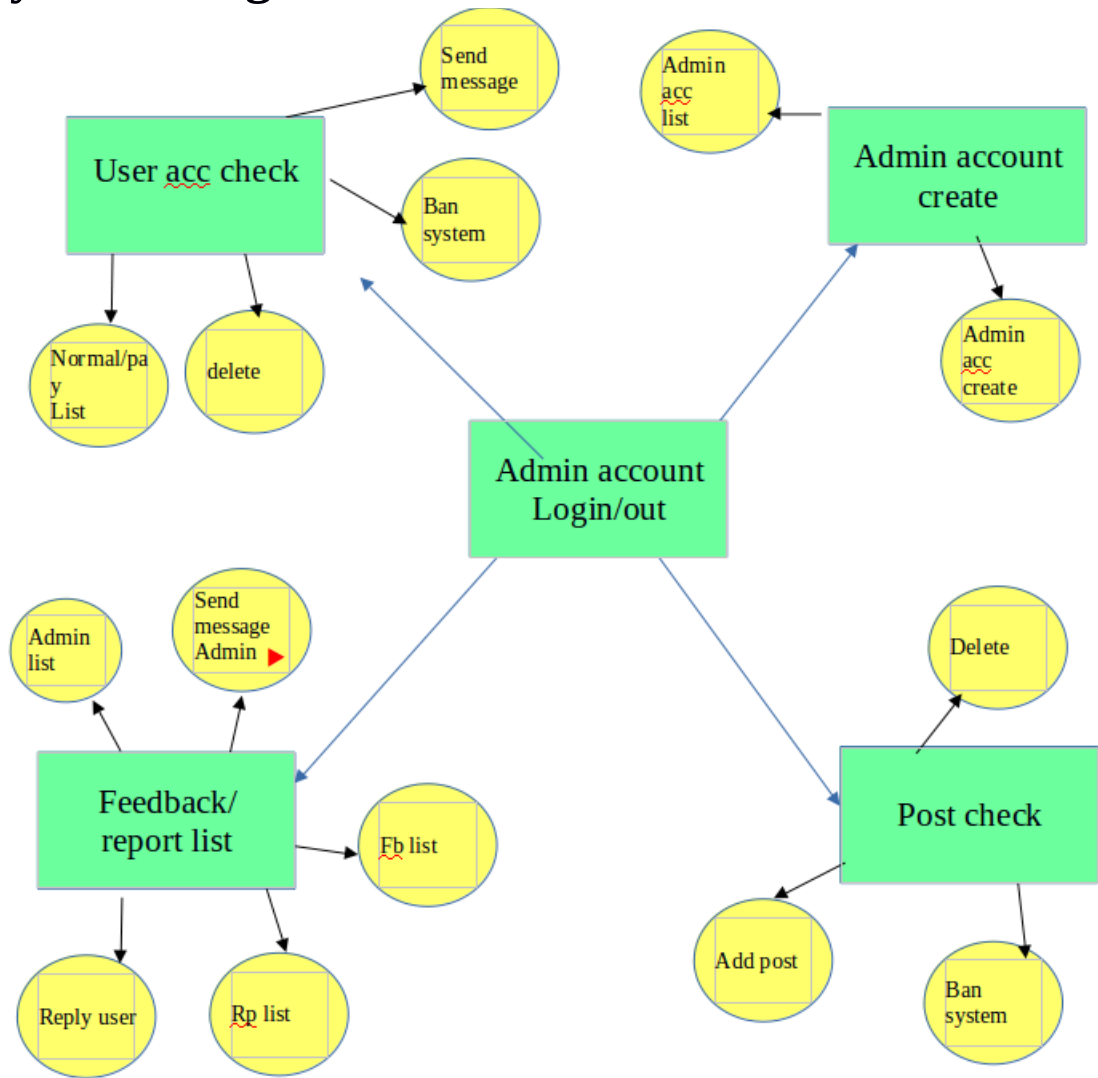 Send
message
Admin
acc
list
User acc check
Admin account
create
Ban
system
Normal/pa
y
List
delete
Admin
acc
create
Admin account
Login/out
Admin
list
Send
message
Admin
Delete
Feedback/
report list
Fb list
Post check
Reply user
Rp list
Add post
Ban
system